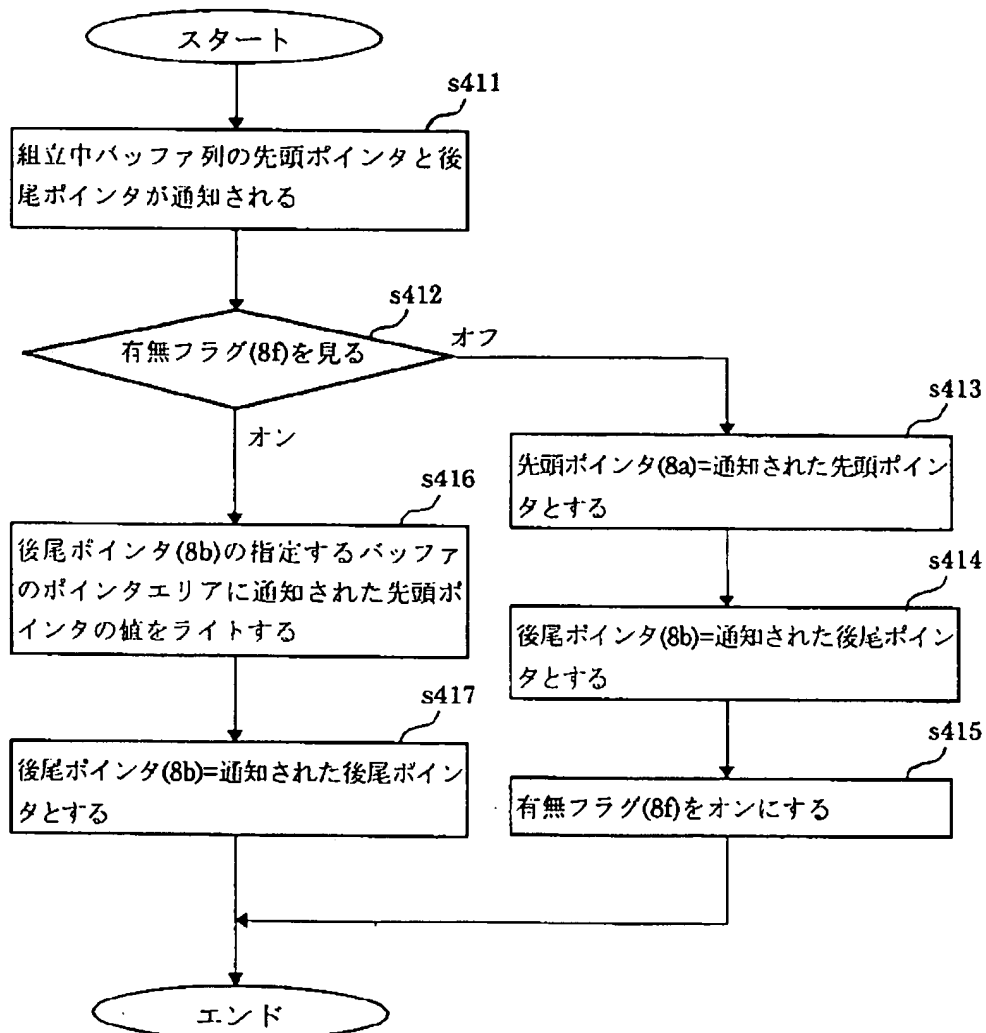 スタート
s411
組立中バッファ列の先頭ポインタと後
尾ポインタが通知される
s412
有無フラグ(8f)を見る
オフ
オン
s413
先頭ポインタ(8a)=通知された先頭ポイン
タとする
s416
後尾ポインタ(8b)の指定するバッファ
のポインタエリアに通知された先頭ポ
インタの値をライトする
s414
後尾ポインタ(8b)=通知された後尾ポイン
タとする
s417
後尾ポインタ(8b)=通知された後尾ポイン
タとする
s415
有無フラグ(8f)をオンにする
エンド